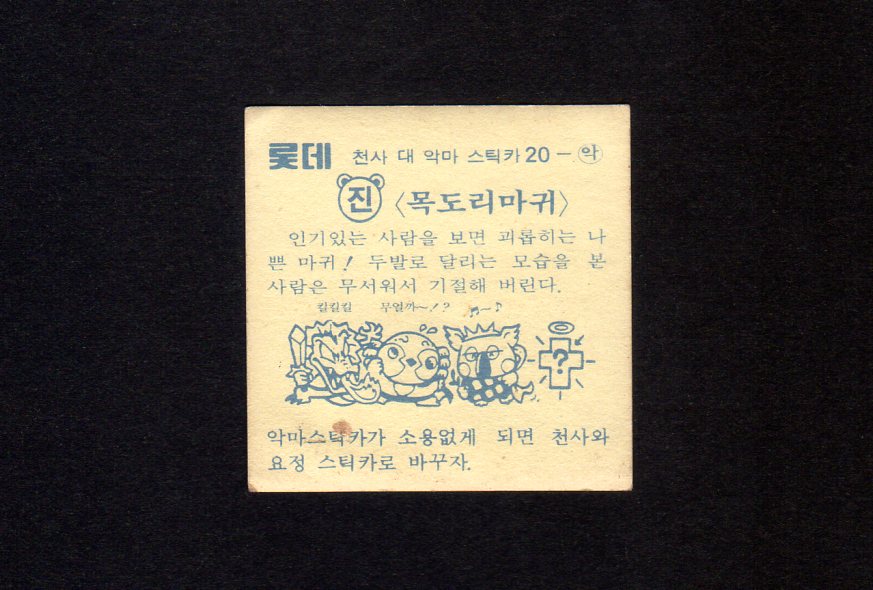 롯데 천사 대 악마 스틱카 20 - 악
진 〈목도리마귀〉
인기있는 사람을 보면 괴롭히는 나
쁜 마귀! 두발로 달리는 모습을 본
사람은 무서워서 기절해 버린다.
킬킬킬 무얼까~!? ♬~♪
?
악마스틱카가 소용없게 되면 천사와
요정 스틱카로 바꾸자.